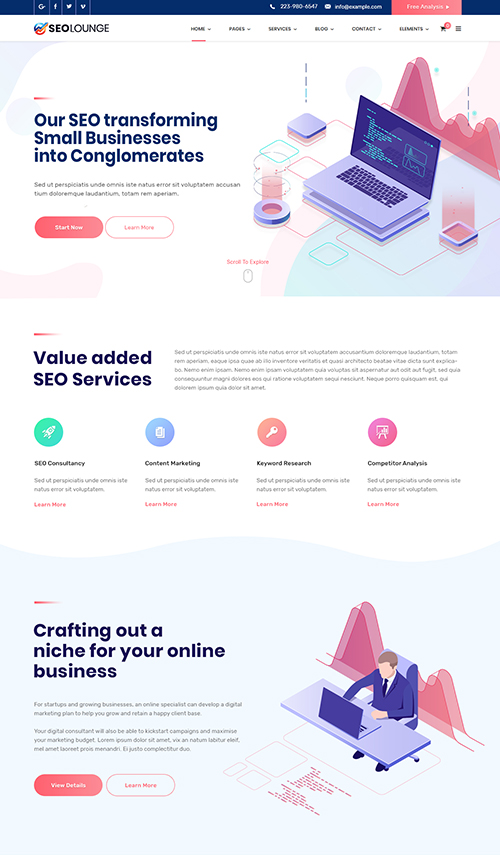 223-980-6547 info@example.com Free Analysis
SEOLOUNGE HOME PAGES SERVICES BLOG CONTACT ELEMENTS 0
Our SEO transforming
Small Businesses
into Conglomerates
Sed ut perspiciatis unde omnis iste natus error sit voluptatem accusan
tium doloremque laudantium, totam rem aperiam.
Start Now Learn More
Scroll To Explore
Value added
SEO Services
Sed ut perspiciatis unde omnis iste natus error sit voluptatem accusantium doloremque laudantium, totam
rem aperiam, eaque ipsa quae ab illo inventore veritatis et quasi architecto beatae vitae dicta sunt explica-
bo. Nemo enim ipsam. Nemo enim ipsam voluptatem quia voluptas sit aspernatur aut odit aut fugit, sed quia
consequuntur magni dolores eos qui ratione voluptatem sequi nesciunt. Neque porro quisquam est, qui
dolorem ipsum quia dolor sit amet.
SEO Consultancy Content Marketing Keyword Research Competitor Analysis
Sed ut perspiciatis unde omnis iste Sed ut perspiciatis unde omnis iste Sed ut perspiciatis unde omnis iste Sed ut perspiciatis unde omnis iste
natus error sit voluptatem. natus error sit voluptatem. natus error sit voluptatem. natus error sit voluptatem.
Learn More Learn More Learn More Learn More
Crafting out a
niche for your online
business
For startups and growing businesses, an online specialist can develop a digital
marketing plan to help you grow and retain a happy client base.
Your digital consultant will also be able to kickstart campaigns and maximise
your marketing budget. Lorem ipsum dolor sit amet, vix an natum labitur eleif,
mel amet laoreet prois menandri. Ei justo complectitur duo.
View Details Learn More